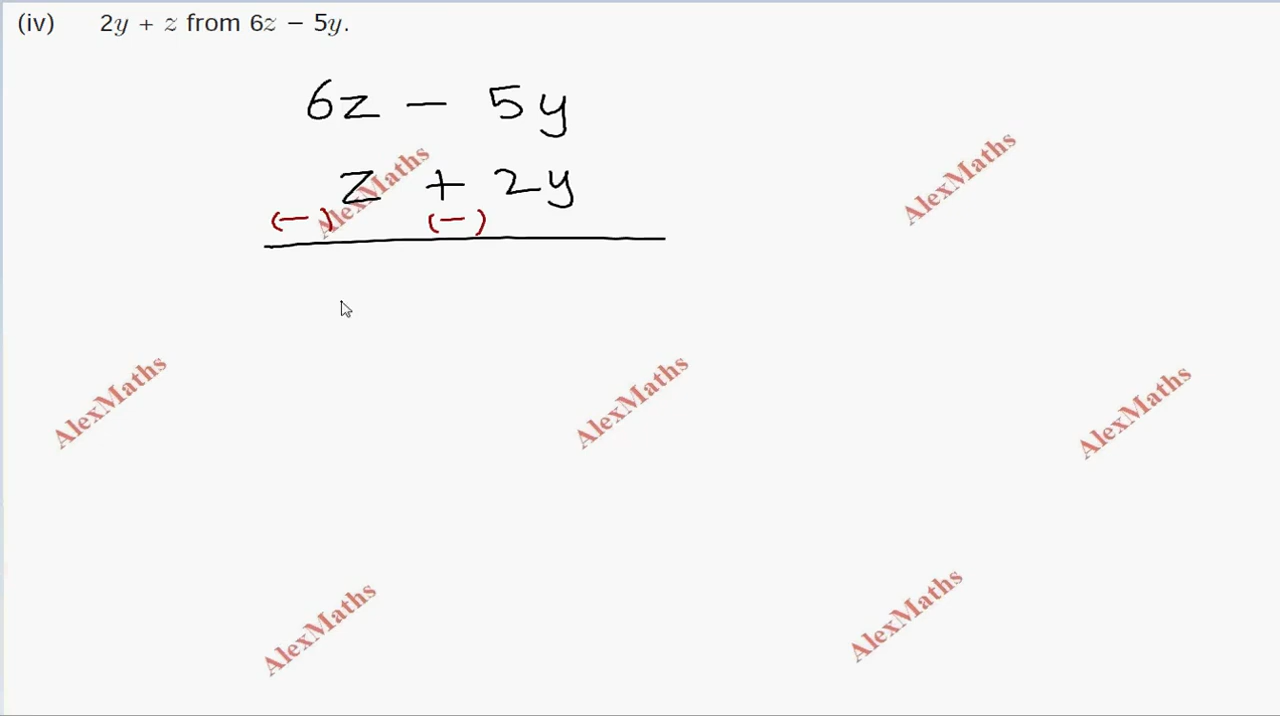 (iv) 2y + z from 6z − 5y.
6z − 5y
z + 2y
(−) (−)
AlexMaths
AlexMaths
AlexMaths
AlexMaths
AlexMaths
AlexMaths
AlexMaths